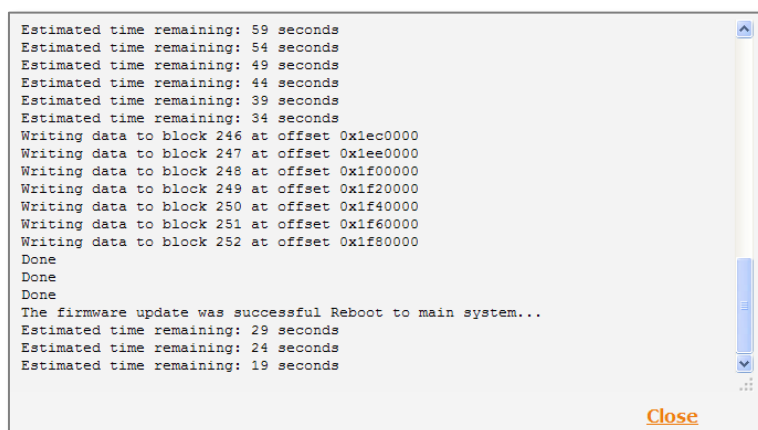 Estimated time remaining: 59 seconds
Estimated time remaining: 54 seconds
Estimated time remaining: 49 seconds
Estimated time remaining: 44 seconds
Estimated time remaining: 39 seconds
Estimated time remaining: 34 seconds
Writing data to block 246 at offset 0x1ec0000
Writing data to block 247 at offset 0x1ee0000
Writing data to block 248 at offset 0x1f00000
Writing data to block 249 at offset 0x1f20000
Writing data to block 250 at offset 0x1f40000
Writing data to block 251 at offset 0x1f60000
Writing data to block 252 at offset 0x1f80000
Done
Done
Done
The firmware update was successful Reboot to main system...
Estimated time remaining: 29 seconds
Estimated time remaining: 24 seconds
Estimated time remaining: 19 seconds
Close